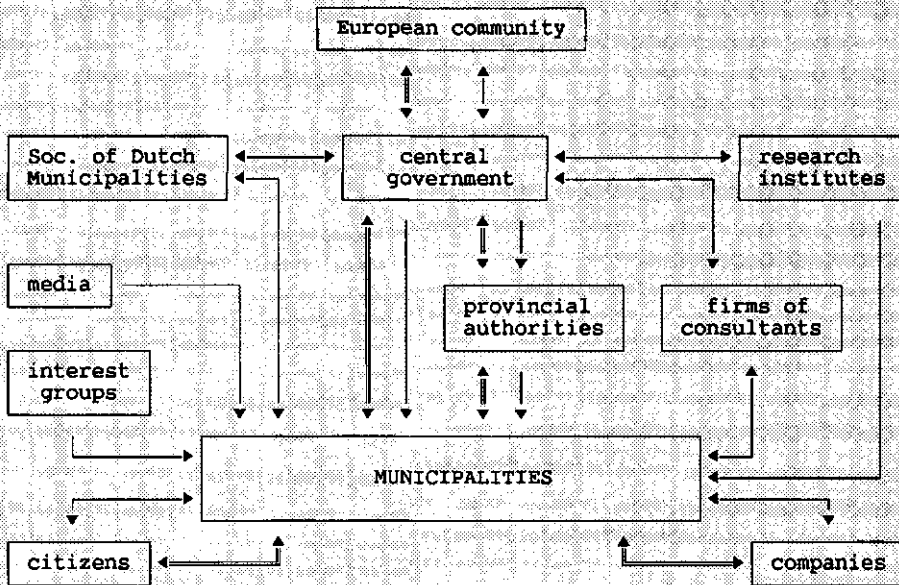 European community
Soc. of Dutch
Municipalities
central
government
research
institutes
media
provincial
authorities
firms of
consultants
interest
groups
MUNICIPALITIES
citizens
companies